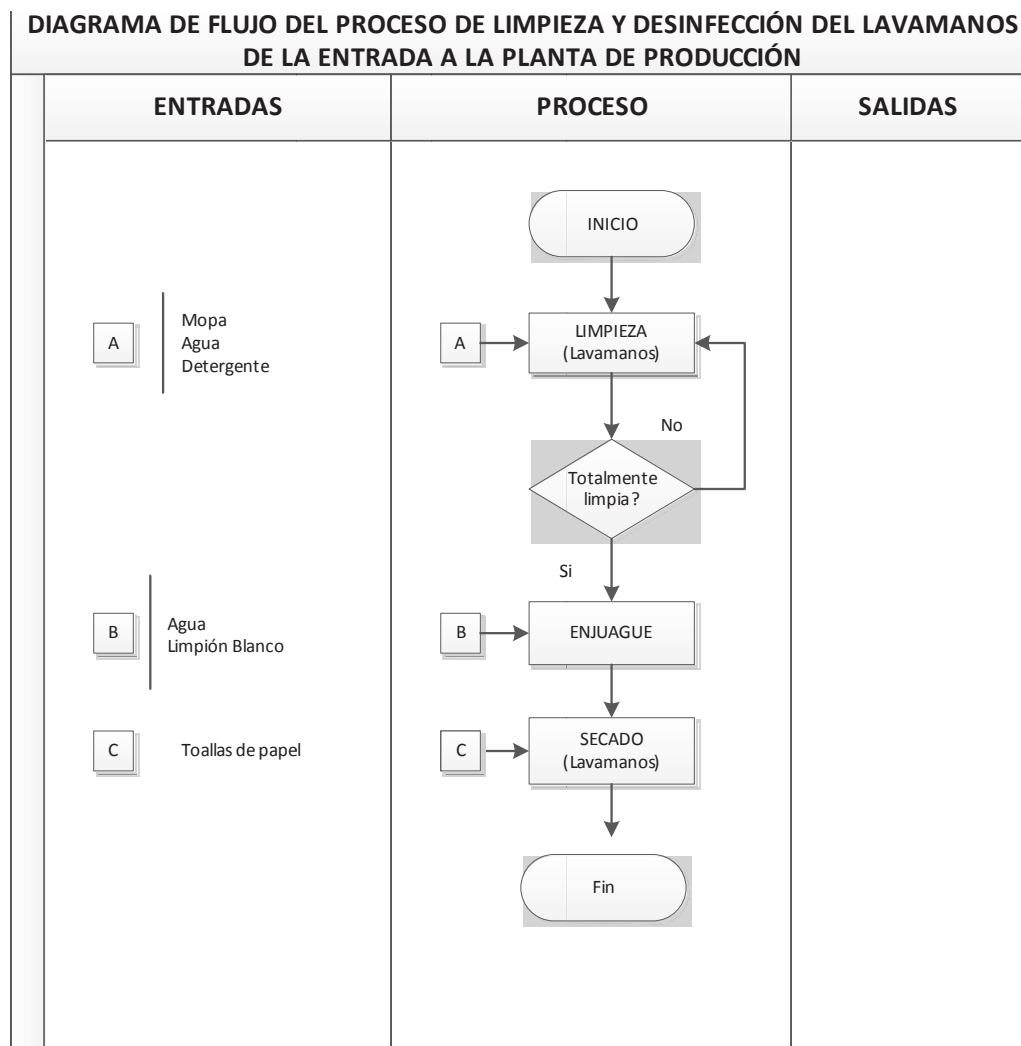 DIAGRAMA DE FLUJO DEL PROCESO DE LIMPIEZA Y DESINFECCIÓN DEL LAVAMANOS
DE LA ENTRADA A LA PLANTA DE PRODUCCIÓN
ENTRADAS
PROCESO
SALIDAS
INICIO
A
Mopa
Agua
Detergente
A
LIMPIEZA
(Lavamanos)
No
Totalmente
limpia?
Si
B
Agua
Limpión Blanco
B
ENJUAGUE
C
Toallas de papel
C
SECADO
(Lavamanos)
Fin